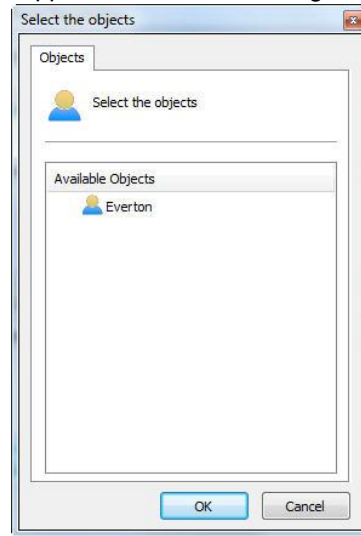 Select the objects
Objects
Select the objects
Available Objects
Everton
OK
Cancel